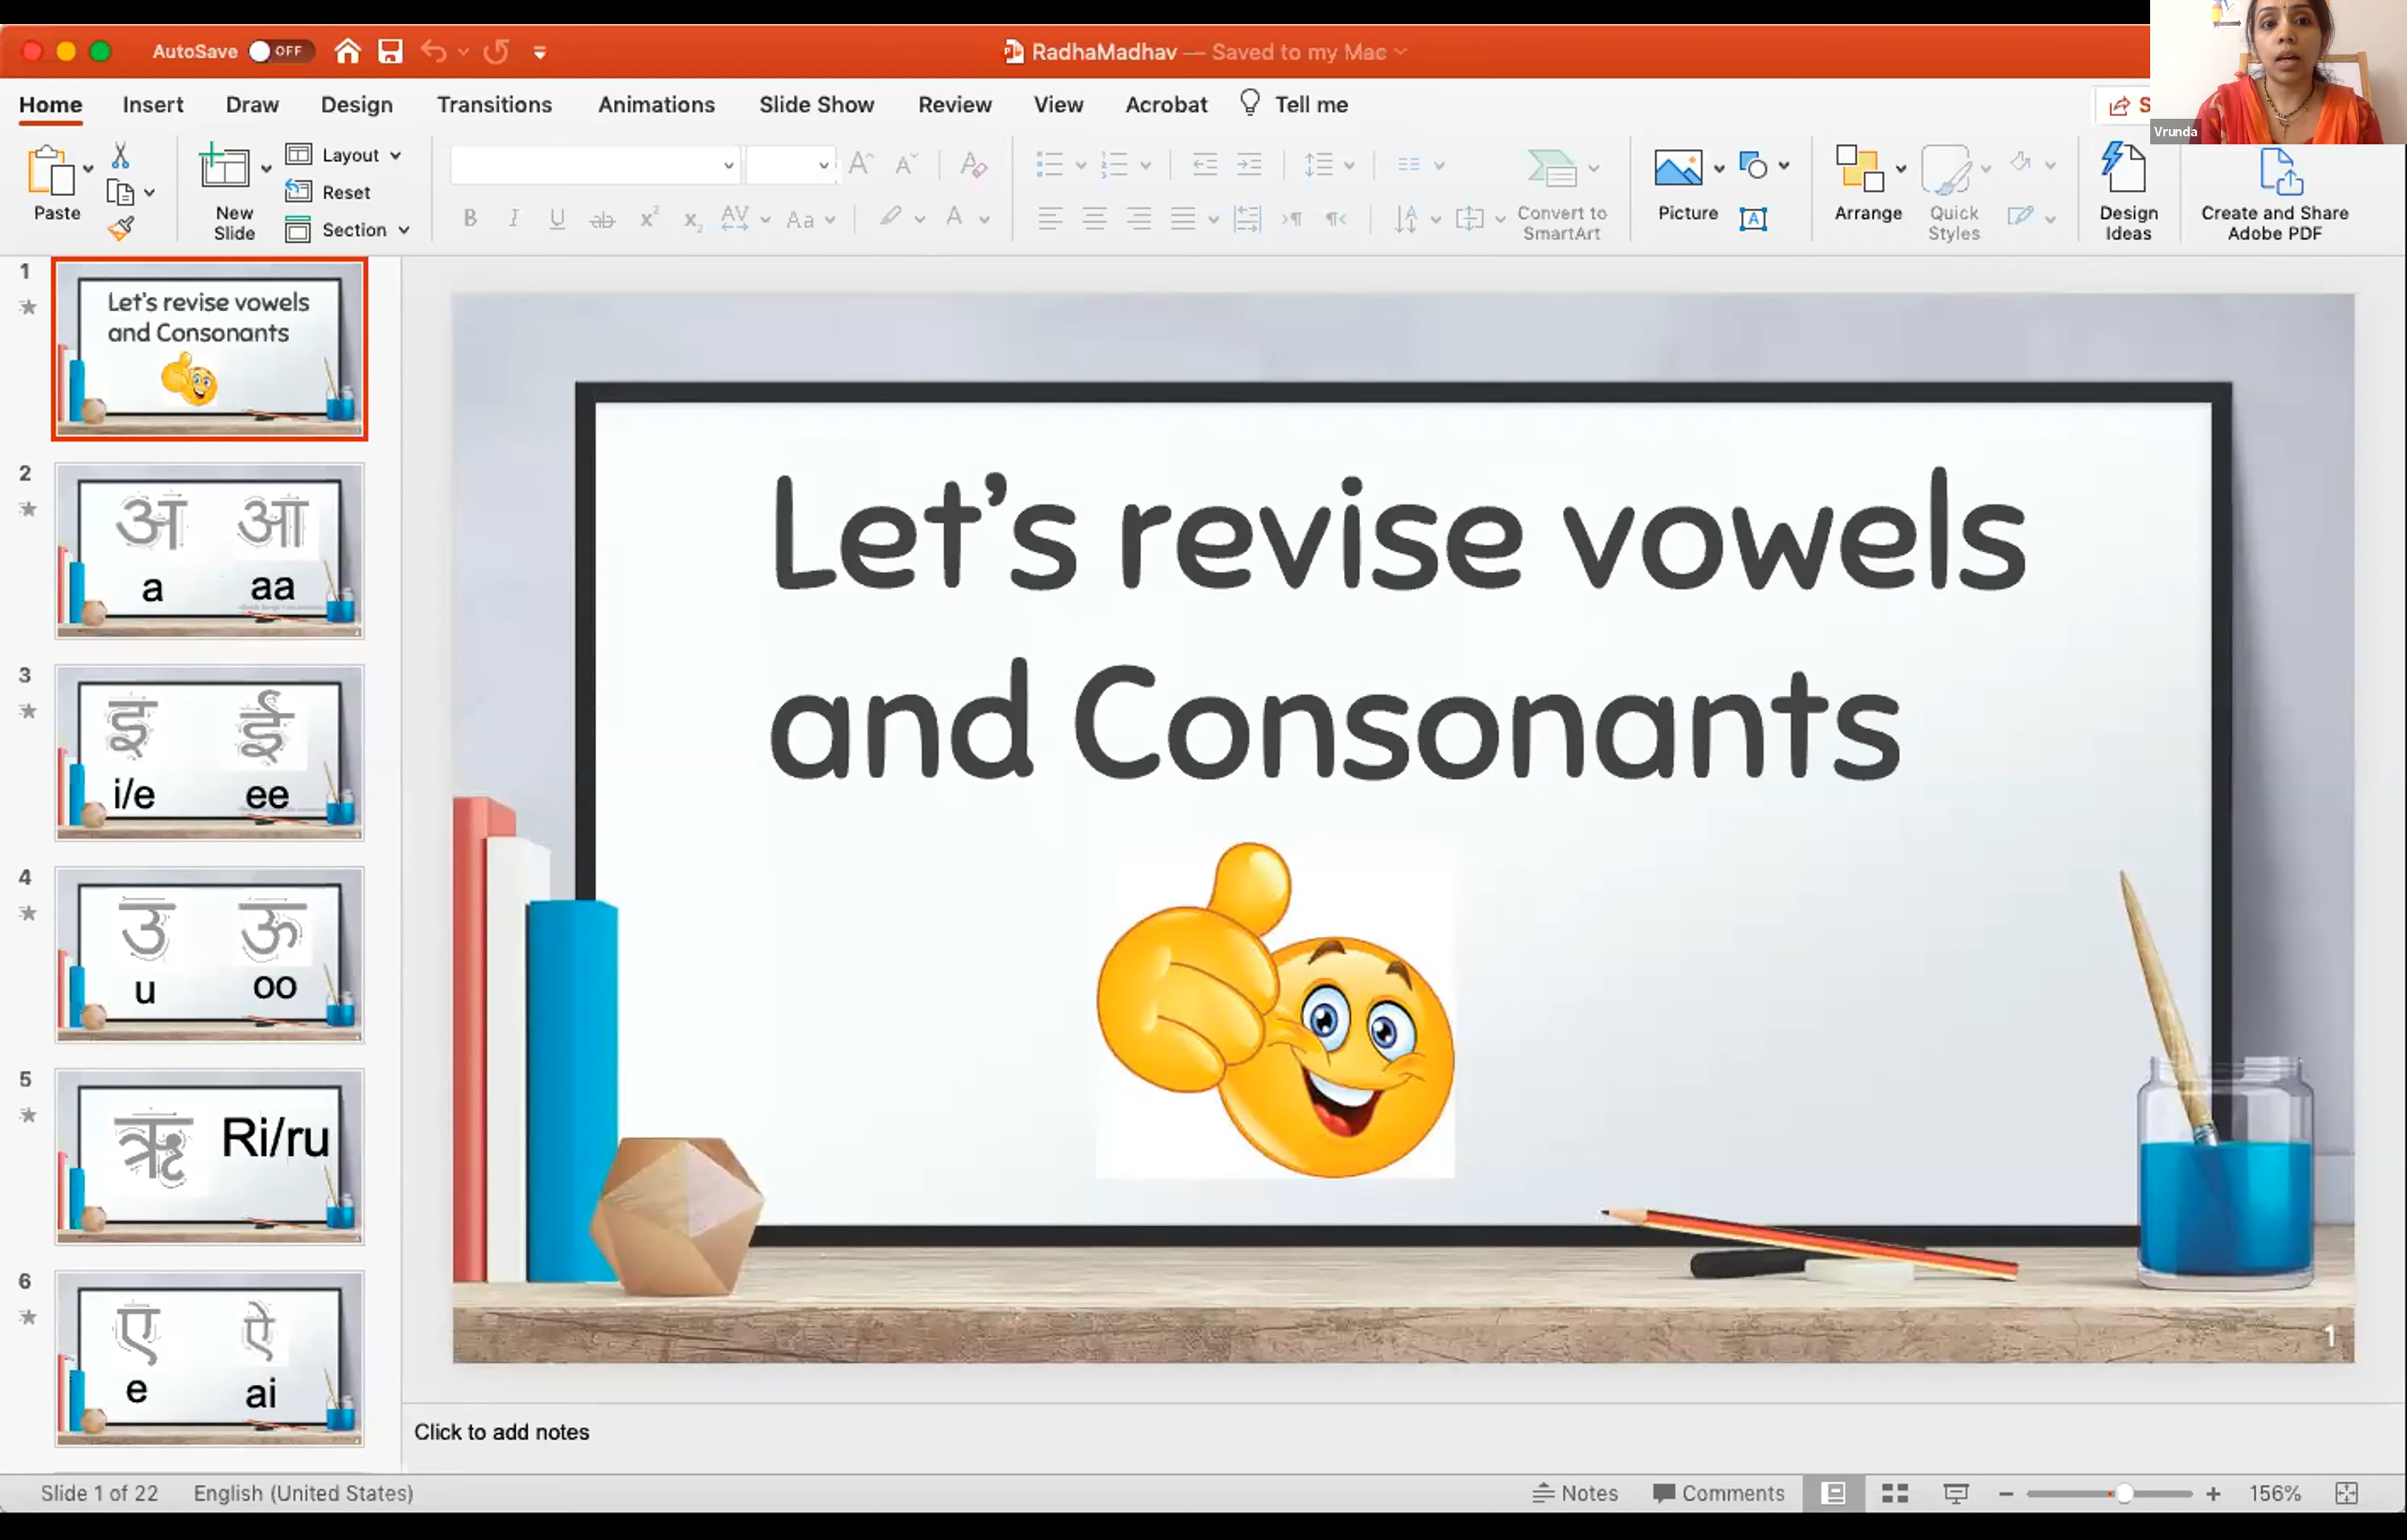 AutoSave OFF
RadhaMadhav — Saved to my Mac
Home Insert Draw Design Transitions Animations Slide Show Review View Acrobat Tell me
S
Vrunda
Paste
New Slide
Layout
Reset
Section
Convert to SmartArt
Picture
Arrange
Quick Styles
Design Ideas
Create and Share Adobe PDF
1
Let's revise vowels
and Consonants
2
अ आ
a aa
3
इ ई
i/e ee
4
उ ऊ
u oo
5
ऋ Ri/ru
6
ए ऐ
e ai
Let’s revise vowels
and Consonants
1
Click to add notes
Slide 1 of 22 English (United States) Notes Comments 156%